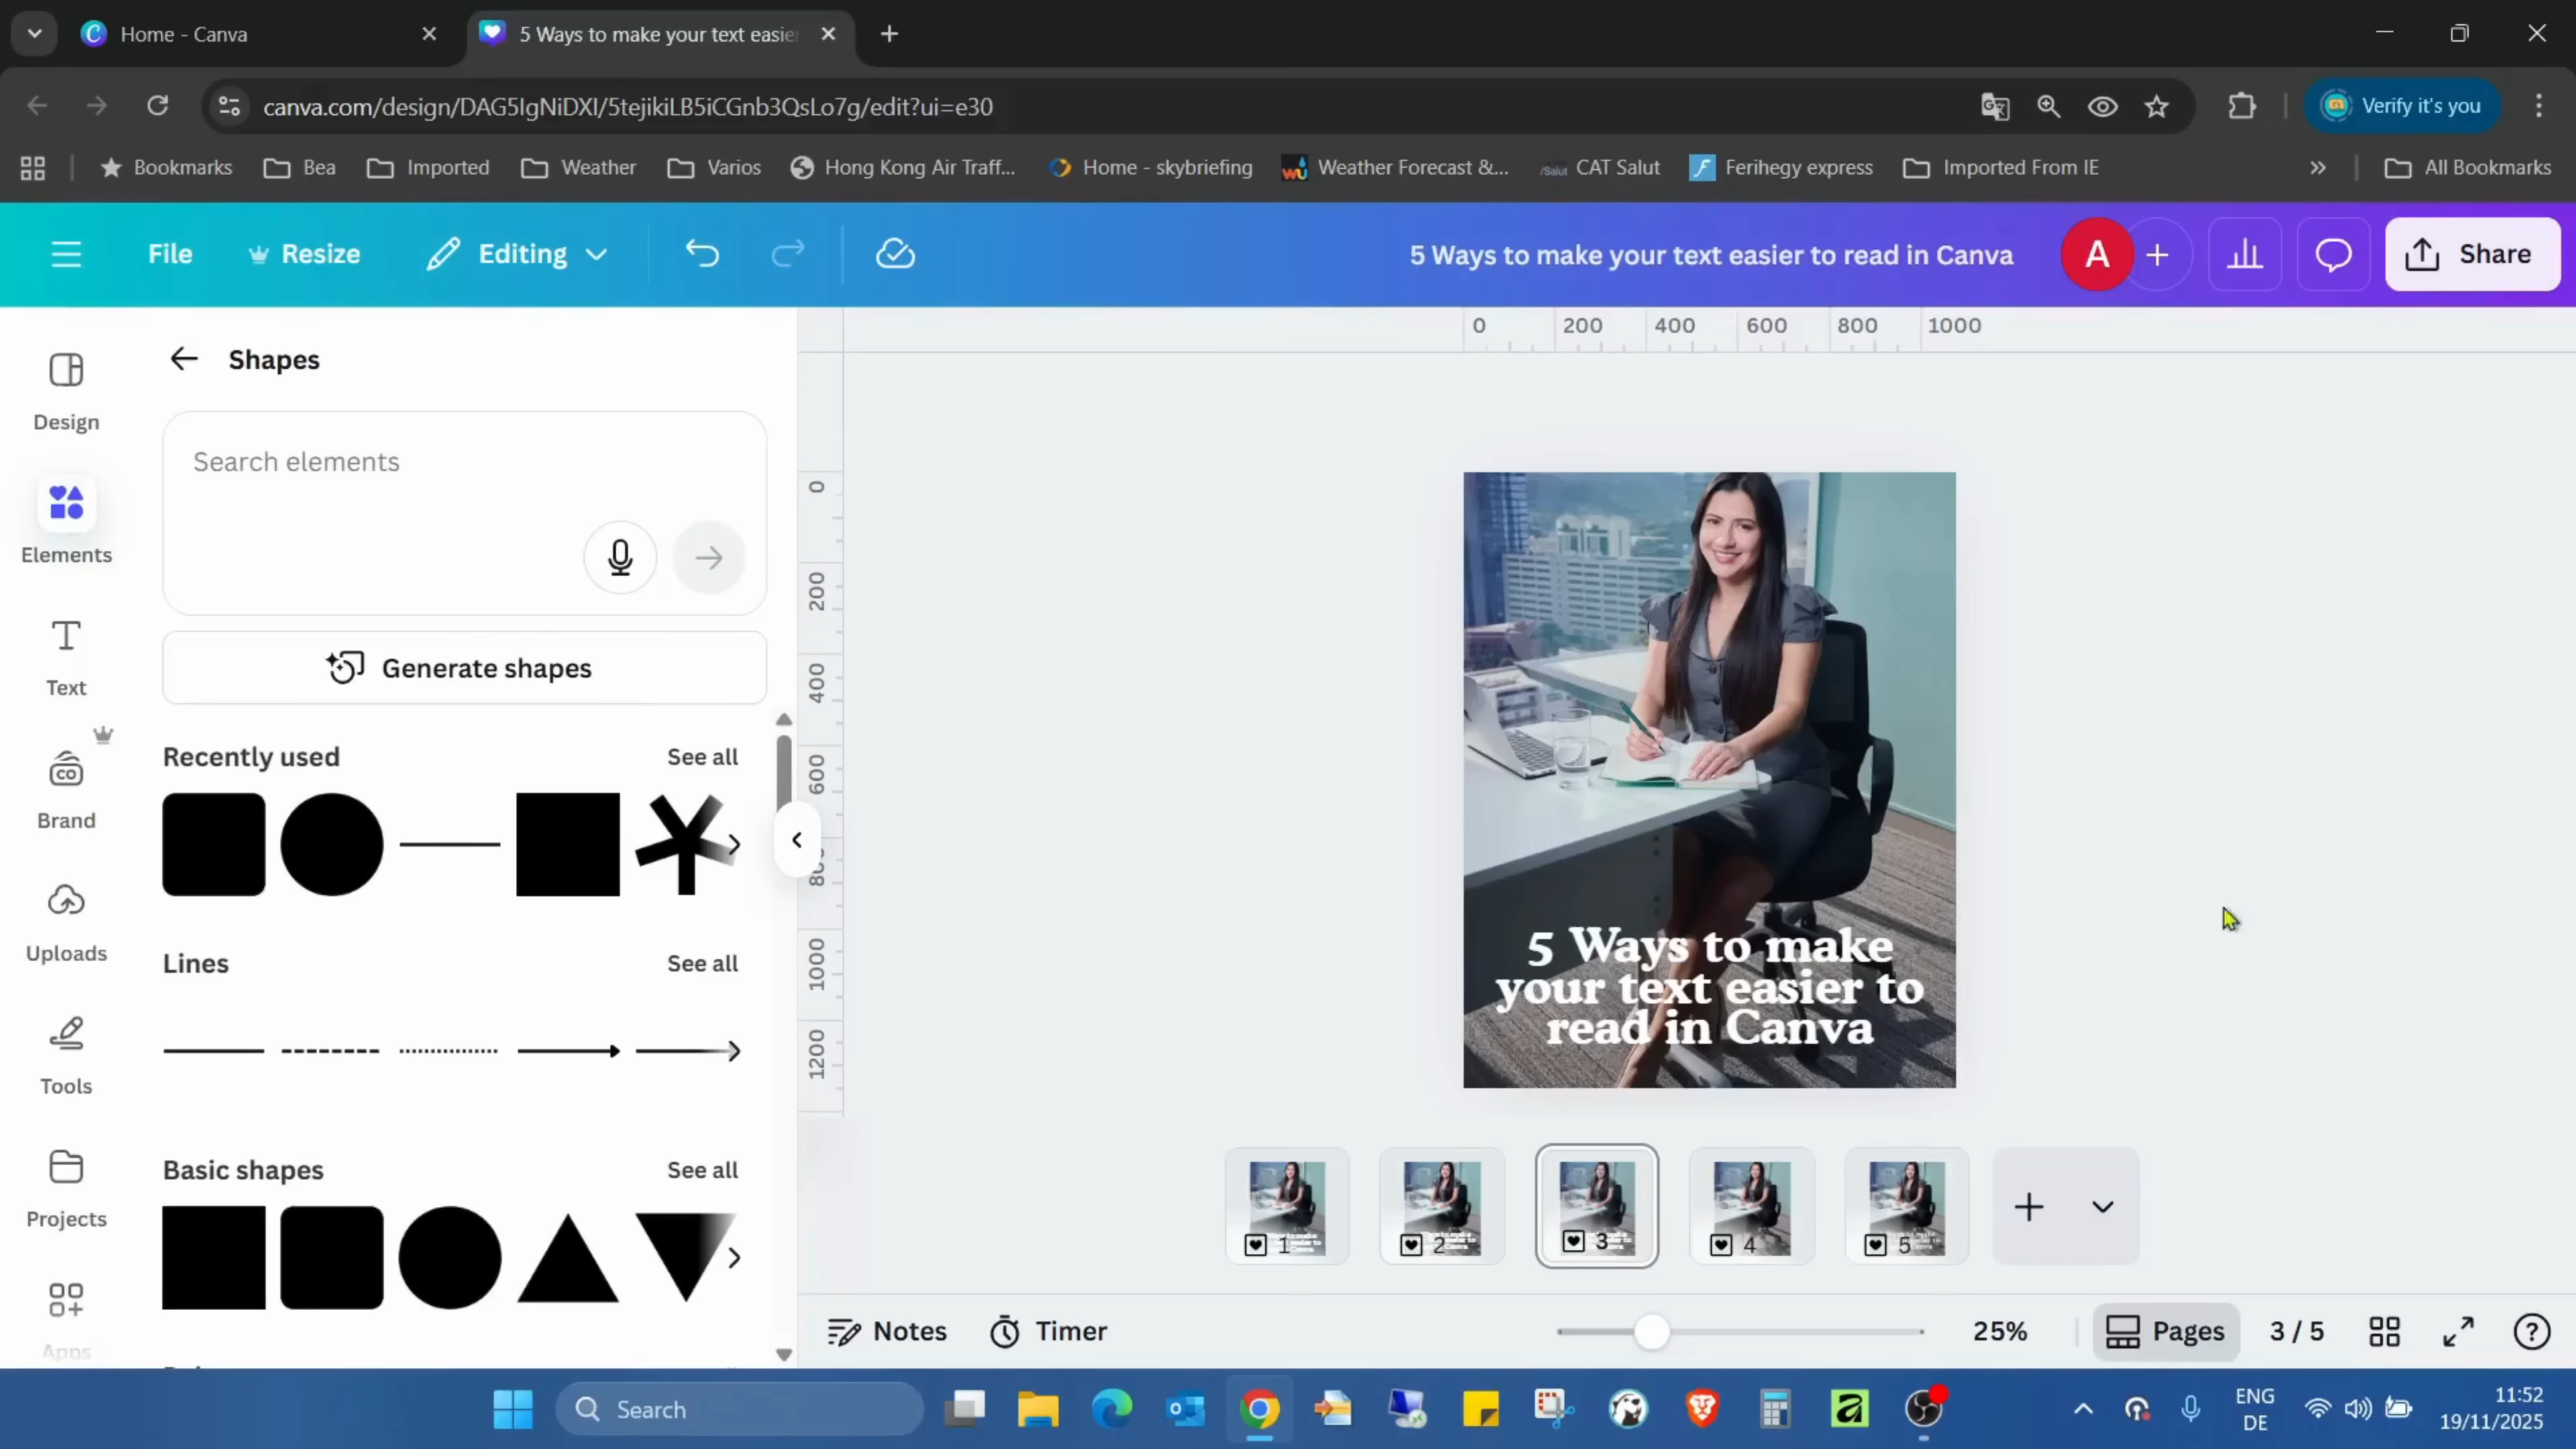 Home - Canva
5 Ways to make your text easie
canva.com/design/DAG5IgNiDXI/5tejikiLB5iCGnb3QsLo7g/edit?ui=e30
Verify it's you
Bookmarks Bea Imported Weather Varios Hong Kong Air Traff... Home - skybriefing Weather Forecast &... CAT Salut Ferihegy express Imported From IE » All Bookmarks
File Resize Editing 5 Ways to make your text easier to read in Canva A Share
0 200 400 600 800 1000
Shapes
Search elements
Generate shapes
Recently used See all
Lines See all
Basic shapes See all
Design
Elements
Text
Brand
Uploads
Tools
Projects
Apps
0
200
400
600
1000
1200
5 Ways to make
your text easier to
read in Canva
1 2 3 4 5
Notes Timer 25% Pages 3 / 5
Search
ENG
DE
11:52
19/11/2025